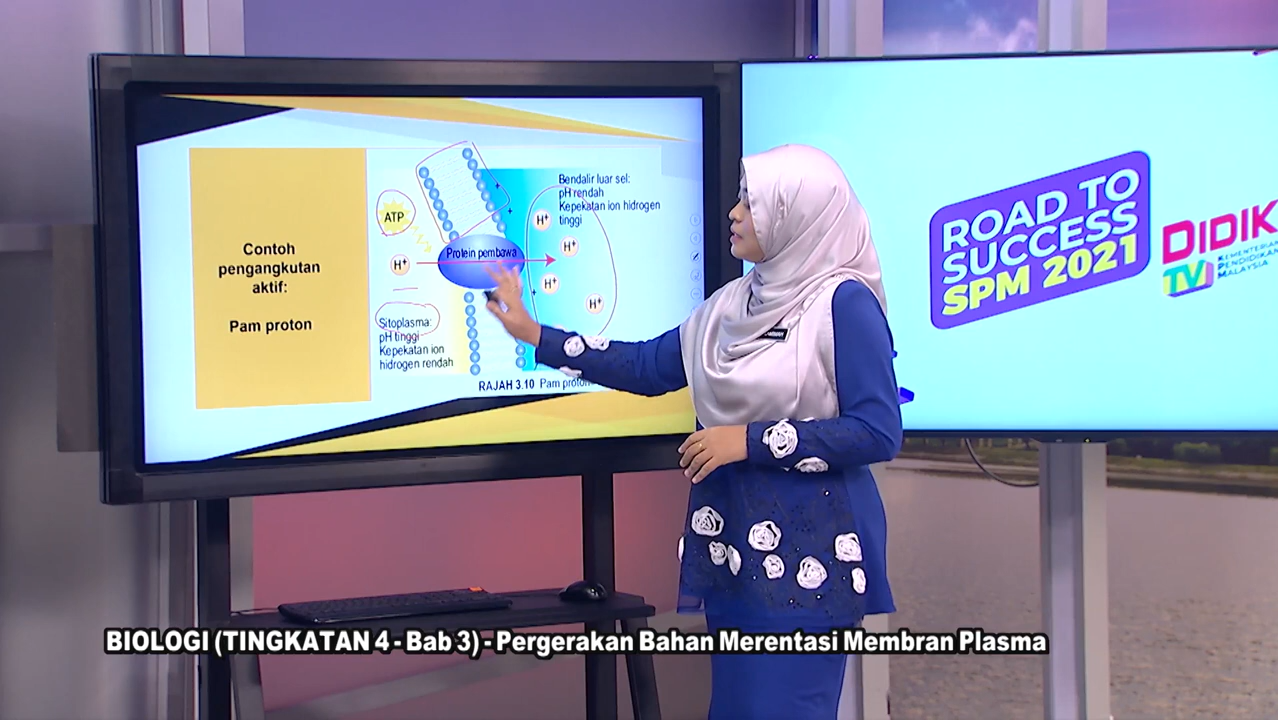 Contoh
pengangkutan
aktif:
Pam proton
ATP
H+
Protein pembawa
Sitoplasma:
pH tinggi
Kepekatan ion
hidrogen rendah
Bendalir luar sel:
pH rendah
Kepekatan ion hidrogen
tinggi
H+
H+
H+
H+
RAJAH 3.10 Pam proton
ROAD TO
SUCCESS
SPM 2021
DIDIK
TV
KEMENTERIAN
PENDIDIKAN
MALAYSIA
BIOLOGI (TINGKATAN 4 - Bab 3) - Pergerakan Bahan Merentasi Membran Plasma